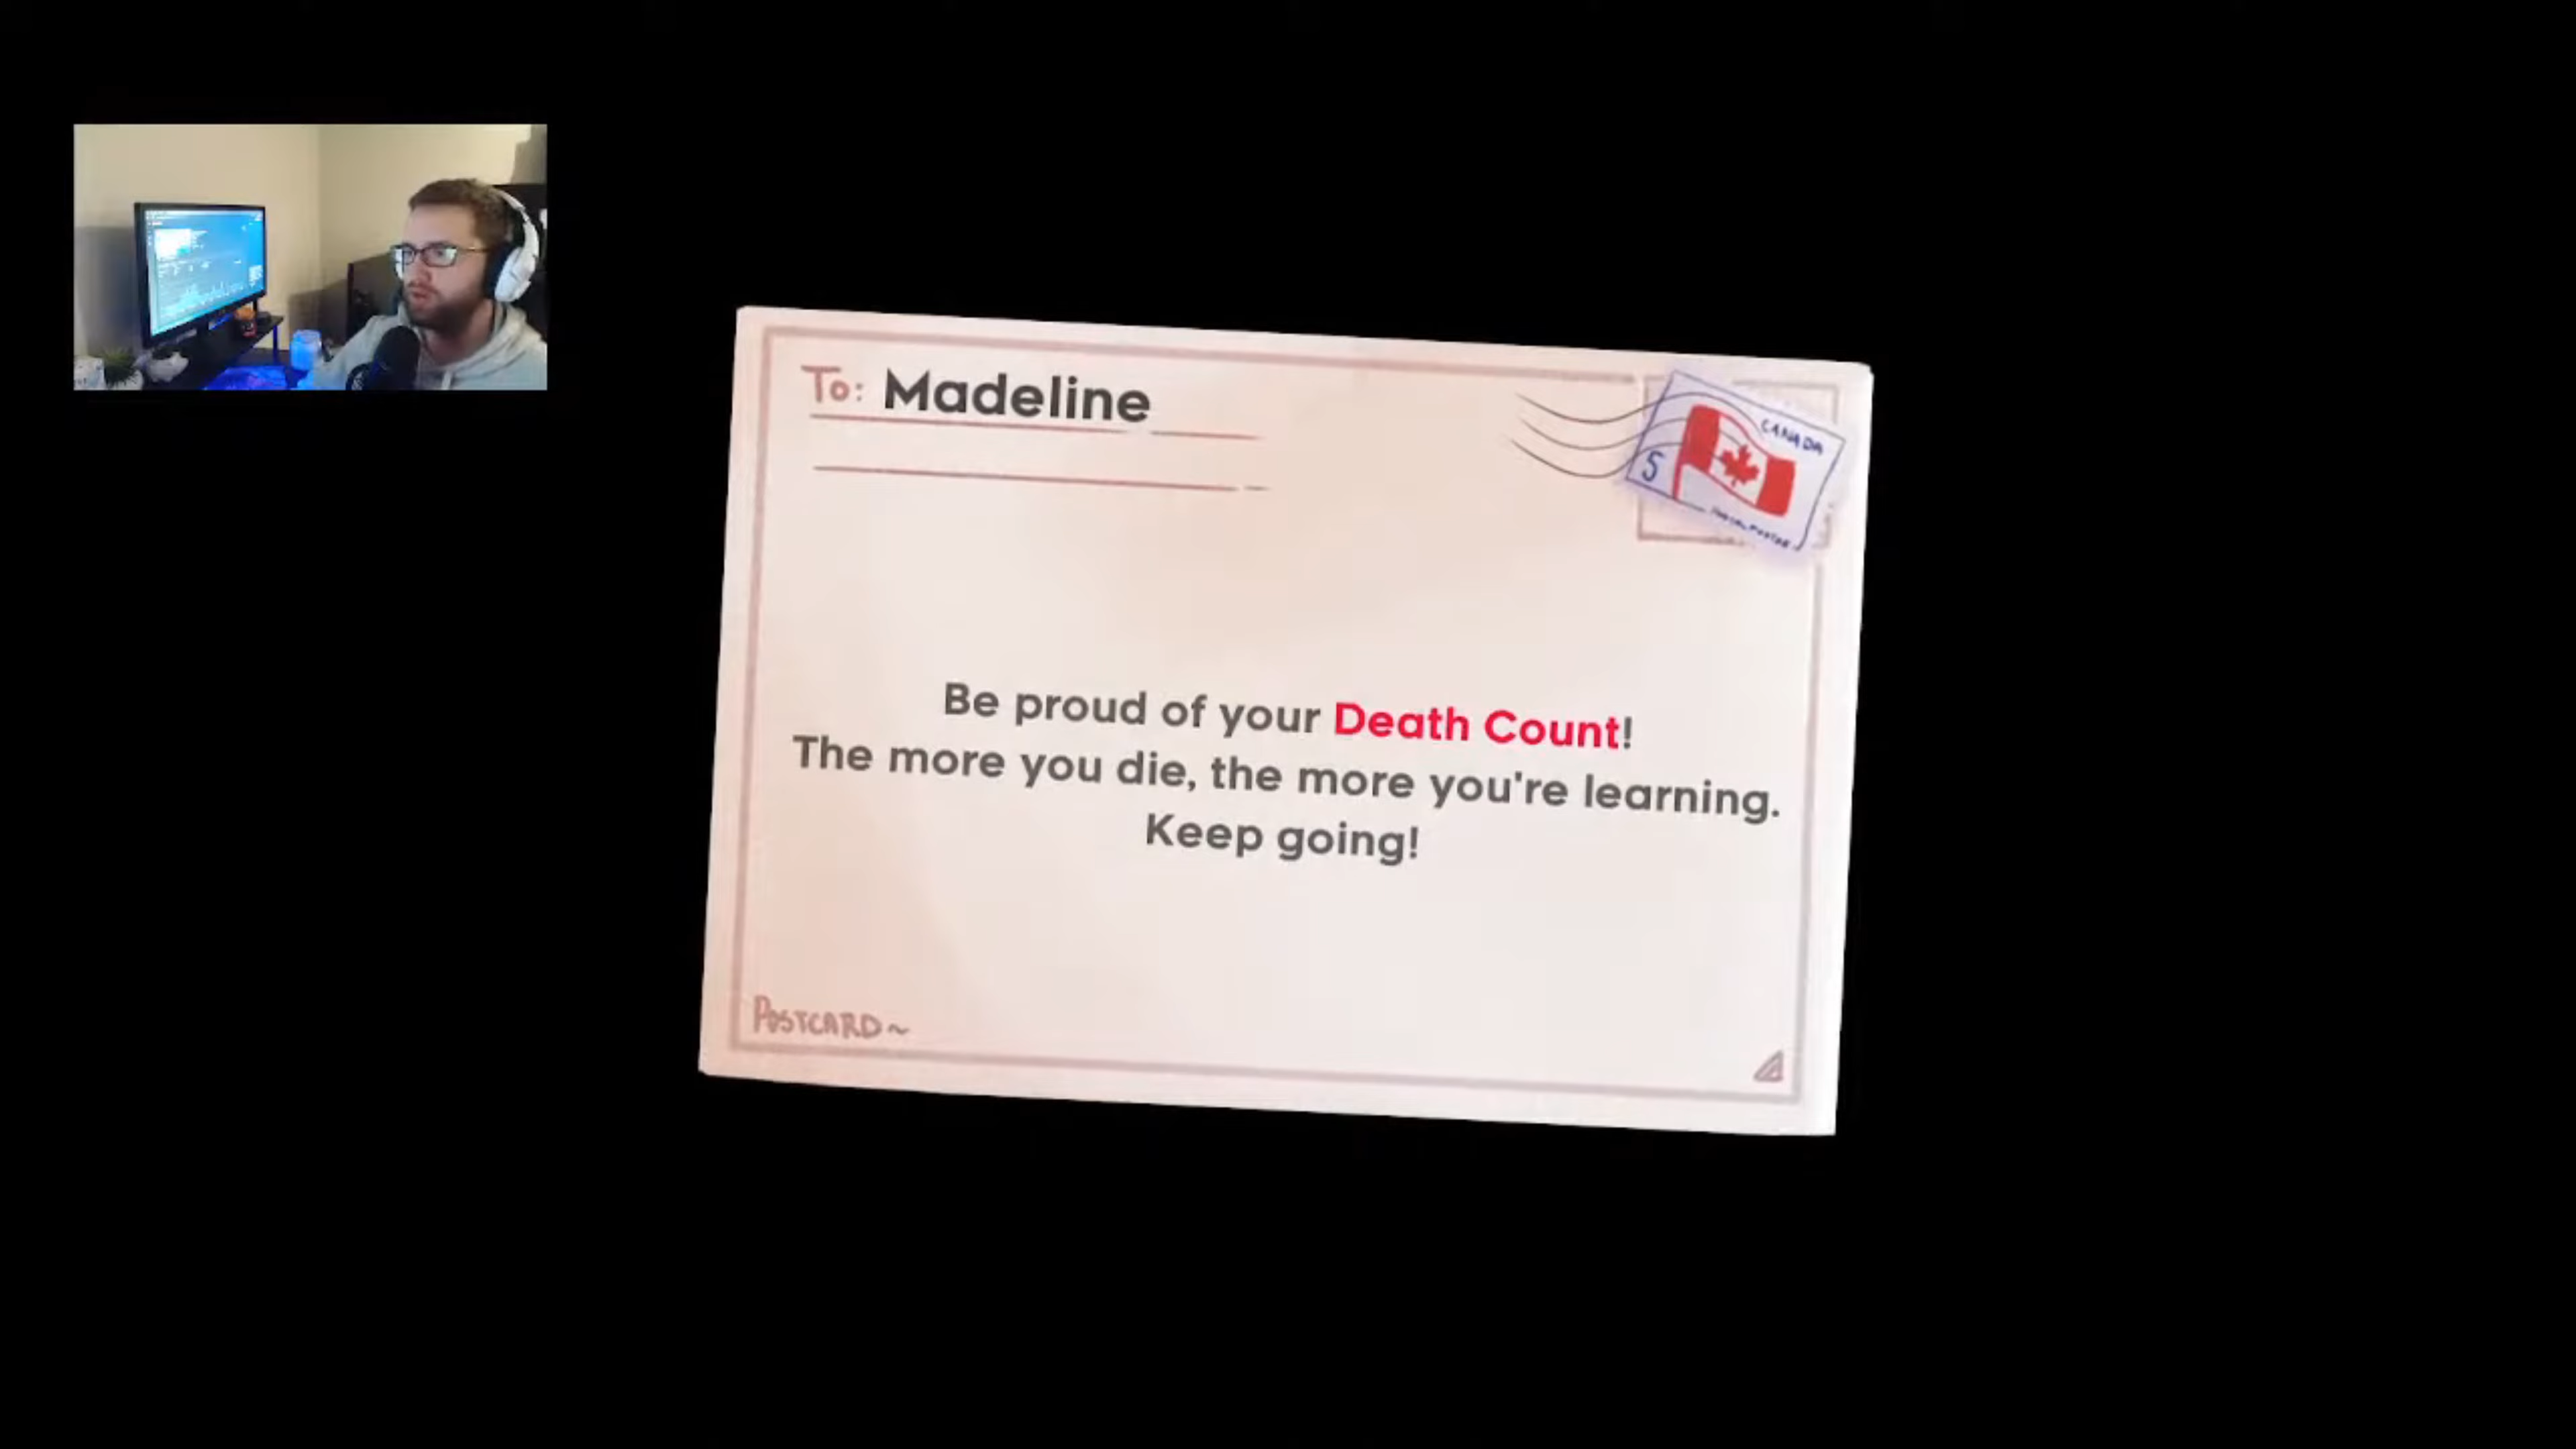 To: Madeline
CANADA
5
Be proud of your Death Count!
The more you die, the more you're learning.
Keep going!
POSTCARD~